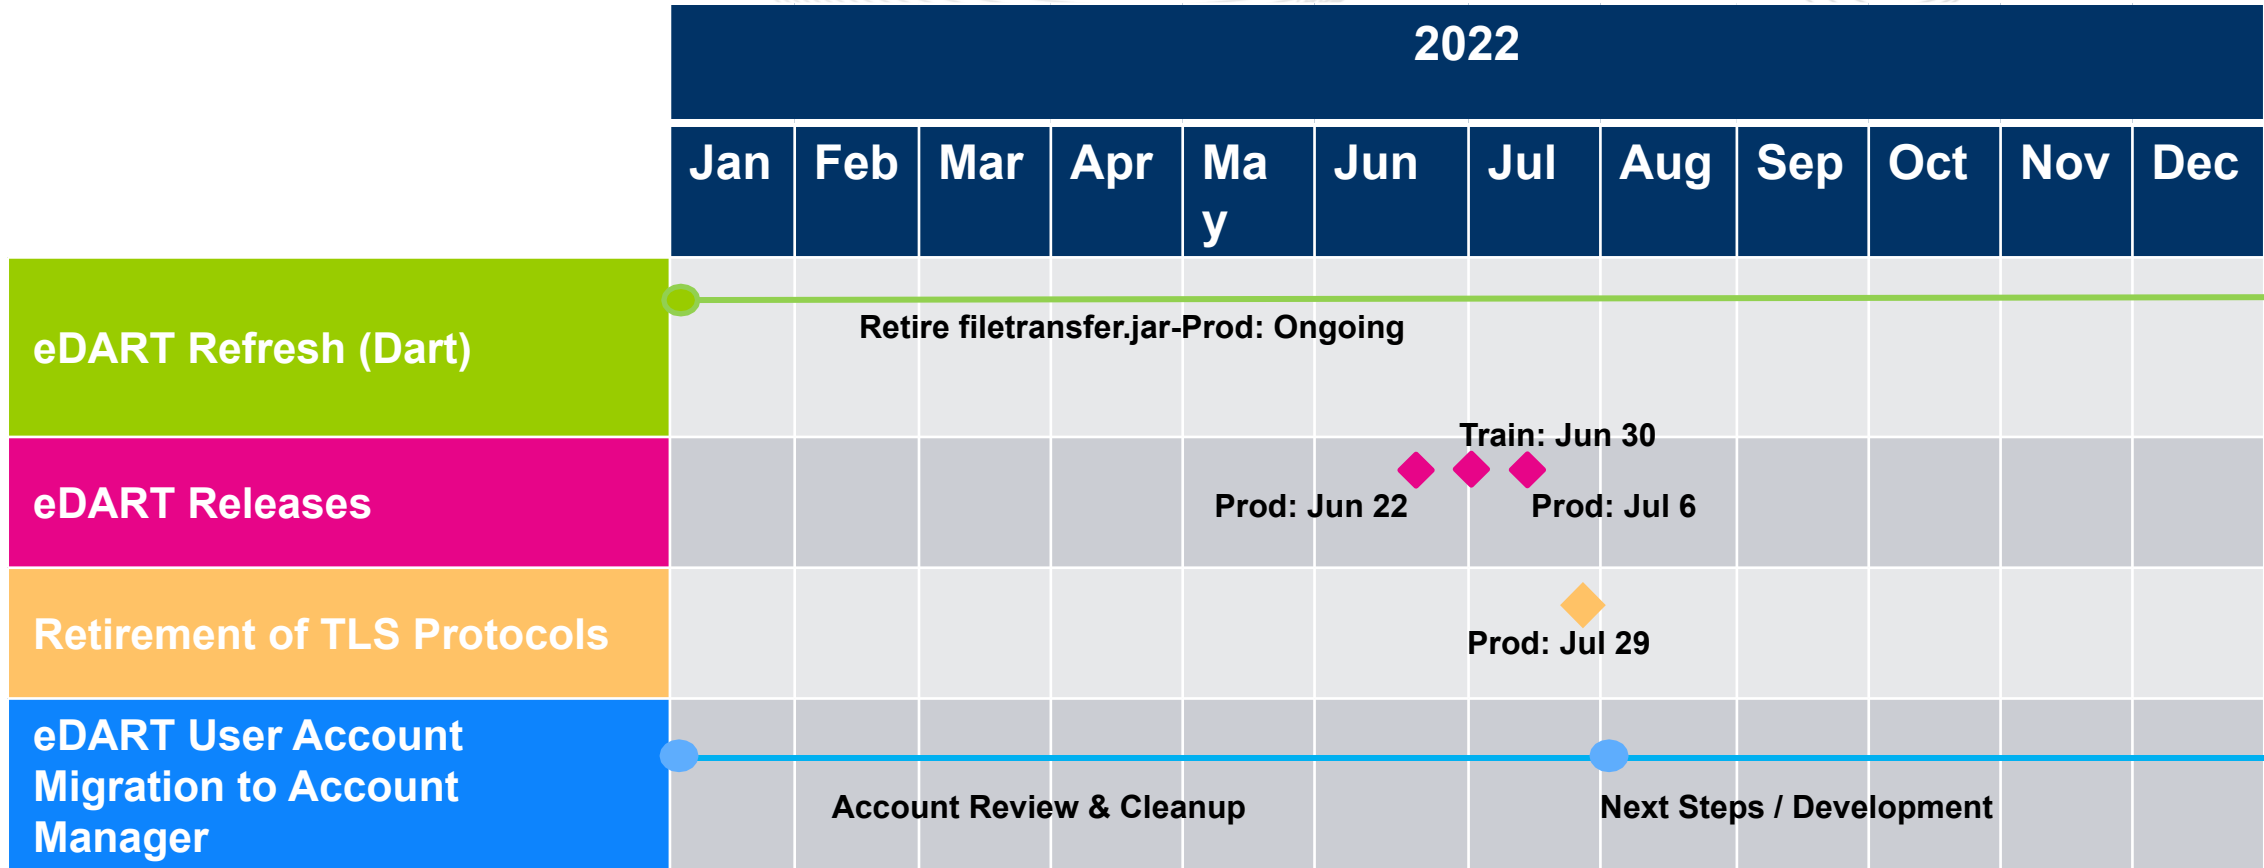 2022
Jan Feb Mar Apr Ma Jun Jul Aug Sep Oct Nov Dec
y
eDART Refresh (Dart)
Retire filetransfer.jar-Prod: Ongoing
eDART Releases
Train: Jun 30
Prod: Jun 22
Prod: Jul 6
Retirement of TLS Protocols
Prod: Jul 29
eDART User Account
Migration to Account
Manager
Account Review & Cleanup
Next Steps / Development